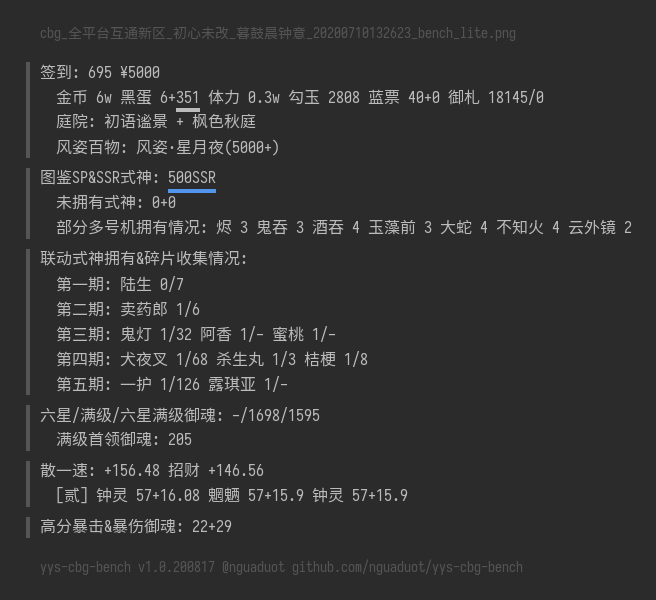 cbg_全平台互通新区_初心未改_暮鼓晨钟意_20200710132623_bench_lite.png
签到: 695 ¥5000
金币 6w 黑蛋 6+351 体力 0.3w 勾玉 2808 蓝票 40+0 御札 18145/0
庭院: 初语谧景 + 枫色秋庭
风姿百物: 风姿·星月夜(5000+)
图鉴SP&SSR式神: 500SSR
未拥有式神: 0+0
部分多号机拥有情况: 烬 3 鬼吞 3 酒吞 4 玉藻前 3 大蛇 4 不知火 4 云外镜 2
联动式神拥有&碎片收集情况:
第一期: 陆生 0/7
第二期: 卖药郎 1/6
第三期: 鬼灯 1/32 阿香 1/- 蜜桃 1/-
第四期: 犬夜叉 1/68 杀生丸 1/3 桔梗 1/8
第五期: 一护 1/126 露琪亚 1/-
六星/满级/六星满级御魂: -/1698/1595
满级首领御魂: 205
散一速: +156.48 招财 +146.56
[贰] 钟灵 57+16.08 魍魉 57+15.9 钟灵 57+15.9
高分暴击&暴伤御魂: 22+29
yys-cbg-bench v1.0.200817 @nguaduot github.com/nguaduot/yys-cbg-bench